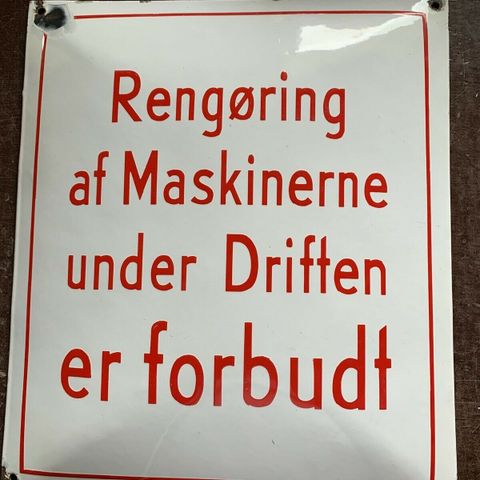 Rengøring
af Maskinerne
under Driften
er forbudt